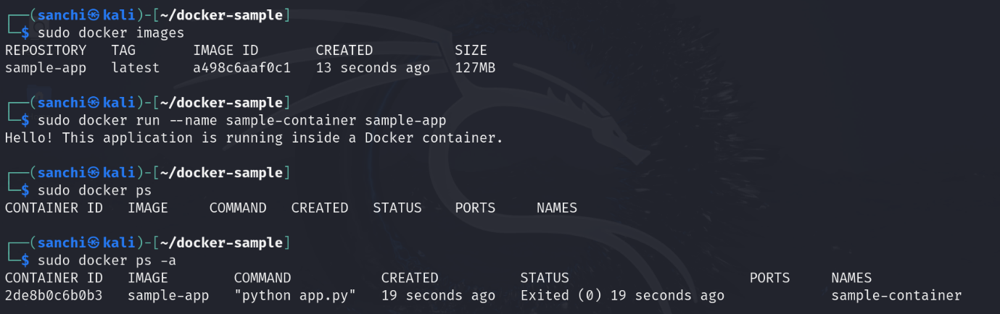 ┌──(sanchi㉿kali)-[~/docker-sample]
└─$ sudo docker images
REPOSITORY   TAG       IMAGE ID       CREATED          SIZE
sample-app   latest    a498c6aaf0c1   13 seconds ago   127MB
┌──(sanchi㉿kali)-[~/docker-sample]
└─$ sudo docker run --name sample-container sample-app
Hello! This application is running inside a Docker container.
┌──(sanchi㉿kali)-[~/docker-sample]
└─$ sudo docker ps
CONTAINER ID   IMAGE     COMMAND   CREATED   STATUS    PORTS     NAMES
┌──(sanchi㉿kali)-[~/docker-sample]
└─$ sudo docker ps -a
CONTAINER ID   IMAGE        COMMAND           CREATED          STATUS                      PORTS     NAMES
2de8b0c6b0b3   sample-app   "python app.py"   19 seconds ago   Exited (0) 19 seconds ago             sample-container